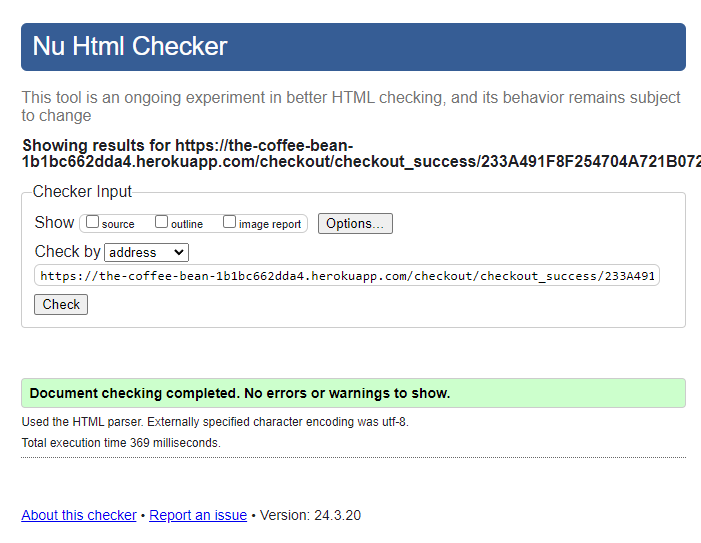 Nu Html Checker
This tool is an ongoing experiment in better HTML checking, and its behavior remains subject
to change
Showing results for https://the-coffee-bean-
1b1bc662dda4.herokuapp.com/checkout/checkout_success/233A491F8F254704A721B072
Checker Input
Show source outline image report Options...
Check by address
https://the-coffee-bean-1b1bc662dda4.herokuapp.com/checkout/checkout_success/233A491
Check
Document checking completed. No errors or warnings to show.
Used the HTML parser. Externally specified character encoding was utf-8.
Total execution time 369 milliseconds.
About this checker • Report an issue • Version: 24.3.20